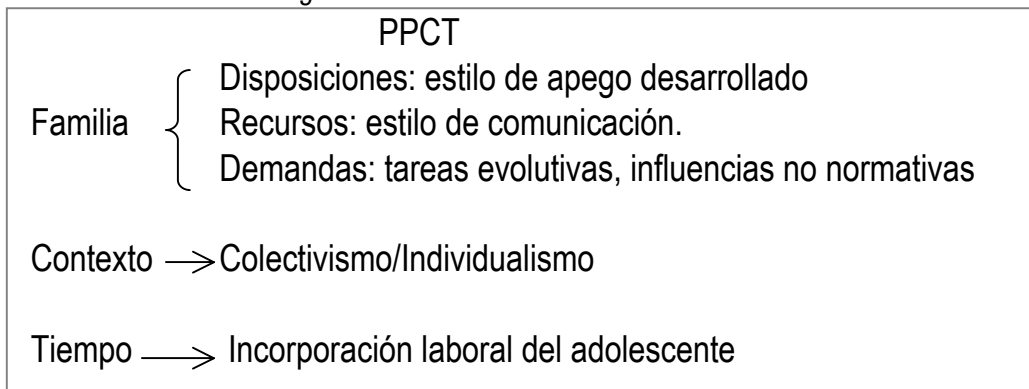 PPCT
Disposiciones: estilo de apego desarrollado
Familia Recursos: estilo de comunicación.
Demandas: tareas evolutivas, influencias no normativas
Contexto → Colectivismo/Individualismo
Tiempo → Incorporación laboral del adolescente